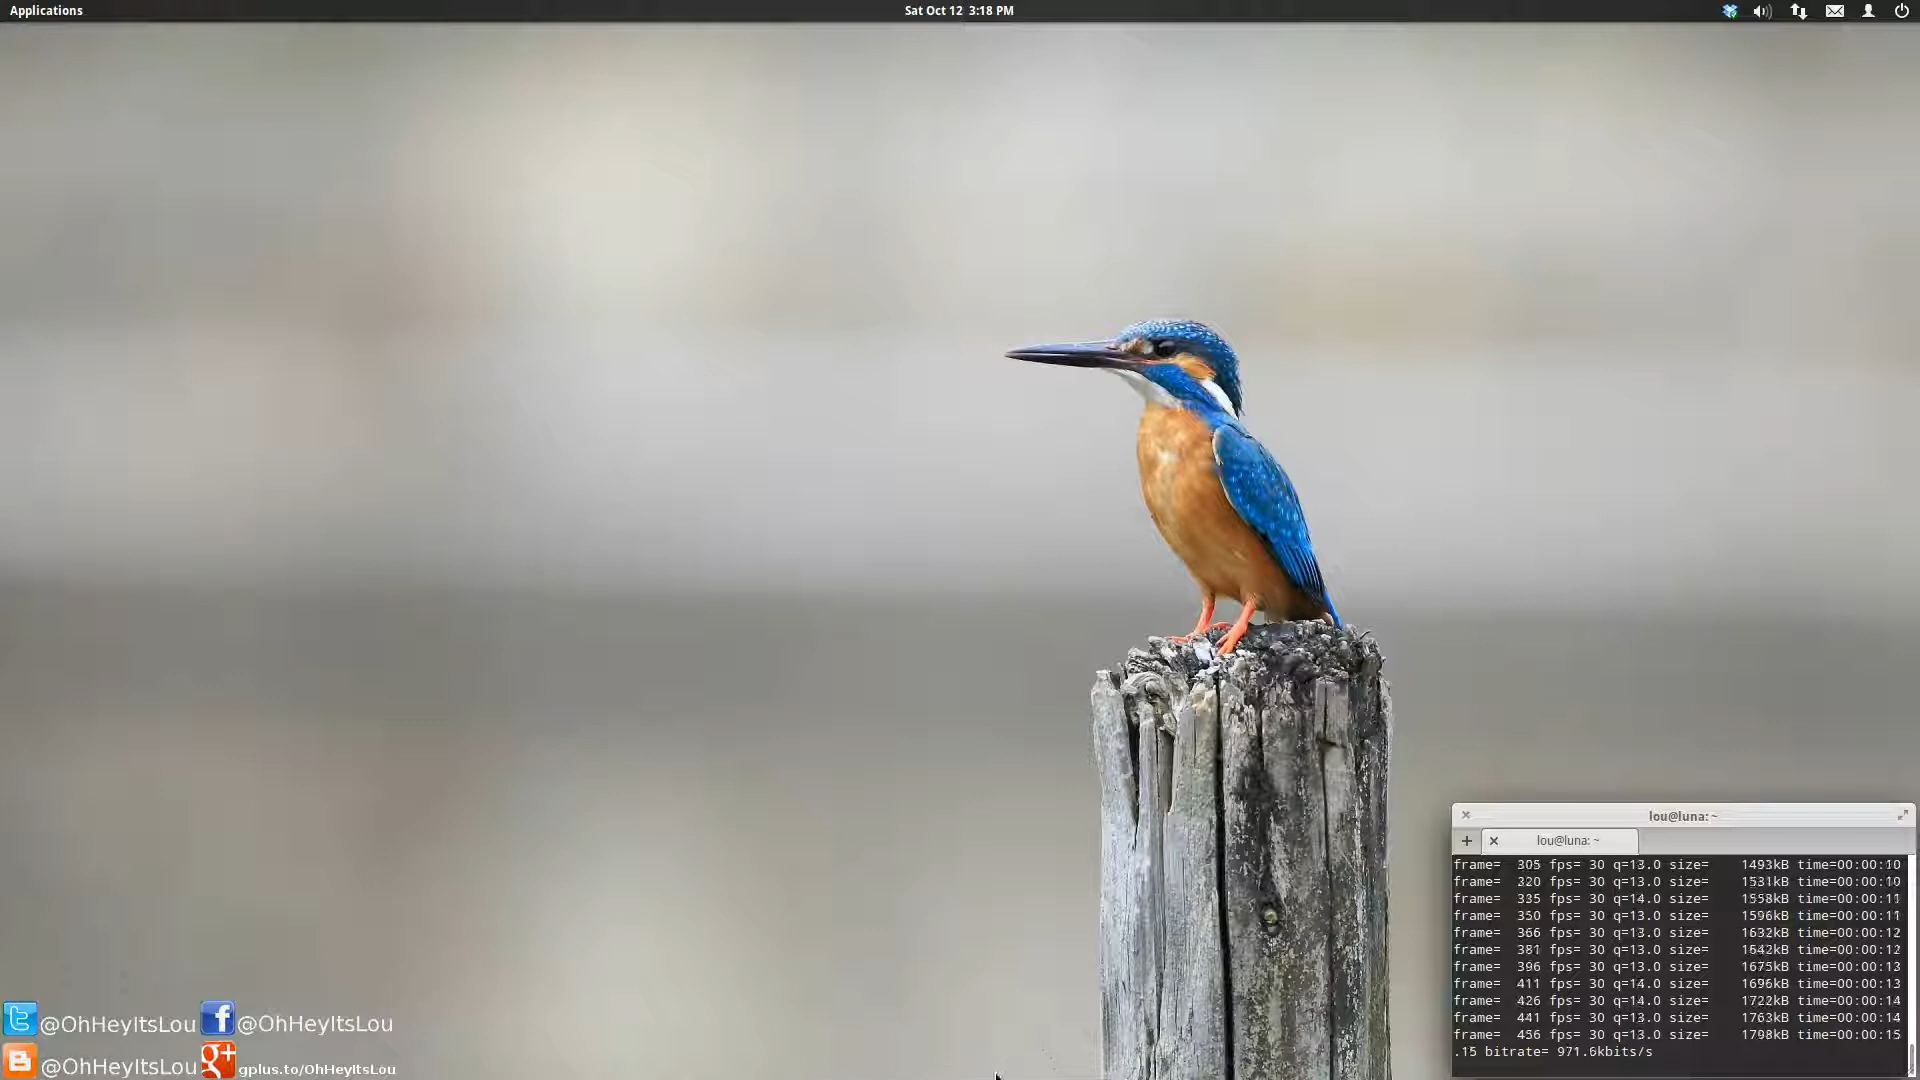 Applications
Sat Oct 12 3:18 PM
lou@luna: ~
lou@luna: ~
frame= 305 fps= 30 q=13.0 size= 1493kB time=00:00:10
frame= 320 fps= 30 q=13.0 size= 1531kB time=00:00:10
frame= 335 fps= 30 q=14.0 size= 1558kB time=00:00:11
frame= 350 fps= 30 q=13.0 size= 1596kB time=00:00:11
frame= 366 fps= 30 q=13.0 size= 1632kB time=00:00:12
frame= 381 fps= 30 q=13.0 size= 1642kB time=00:00:12
frame= 396 fps= 30 q=13.0 size= 1675kB time=00:00:13
frame= 411 fps= 30 q=14.0 size= 1696kB time=00:00:13
frame= 426 fps= 30 q=14.0 size= 1722kB time=00:00:14
frame= 441 fps= 30 q=13.0 size= 1763kB time=00:00:14
frame= 456 fps= 30 q=13.0 size= 1798kB time=00:00:15
.15 bitrate= 971.6kbits/s
@OhHeyItsLou @OhHeyItsLou
@OhHeyItsLou gplus.to/OhHeyItsLou